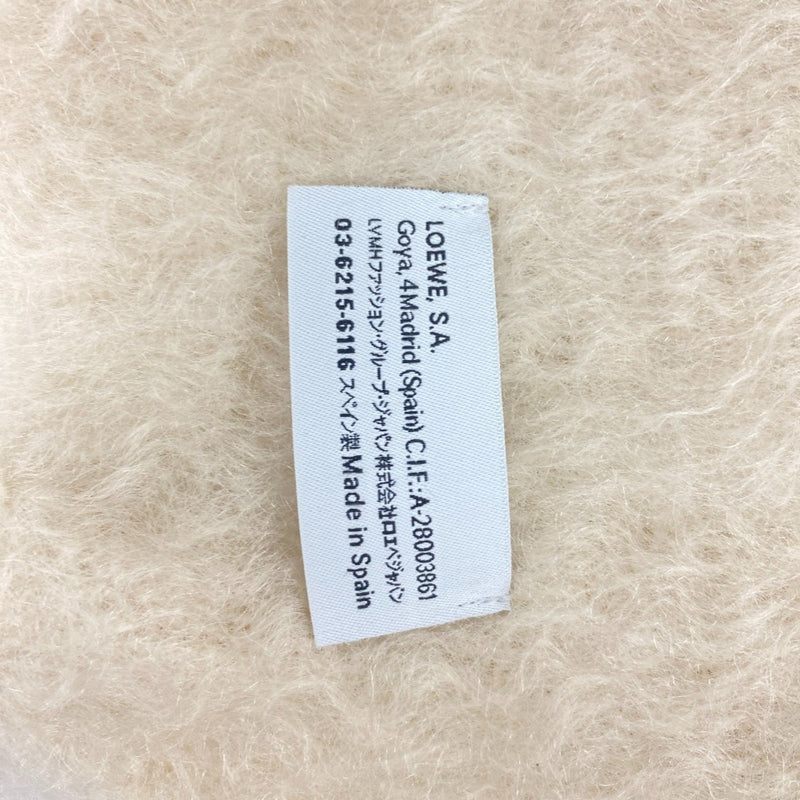 LOEWE, S.A.
Goya, 4 Madrid (Spain) C.I.F.:A-28003861
LVMHファッション・グループ・ジャパン株式会社ロエベジャパン
03-6215-6116 スペイン製 Made in Spain